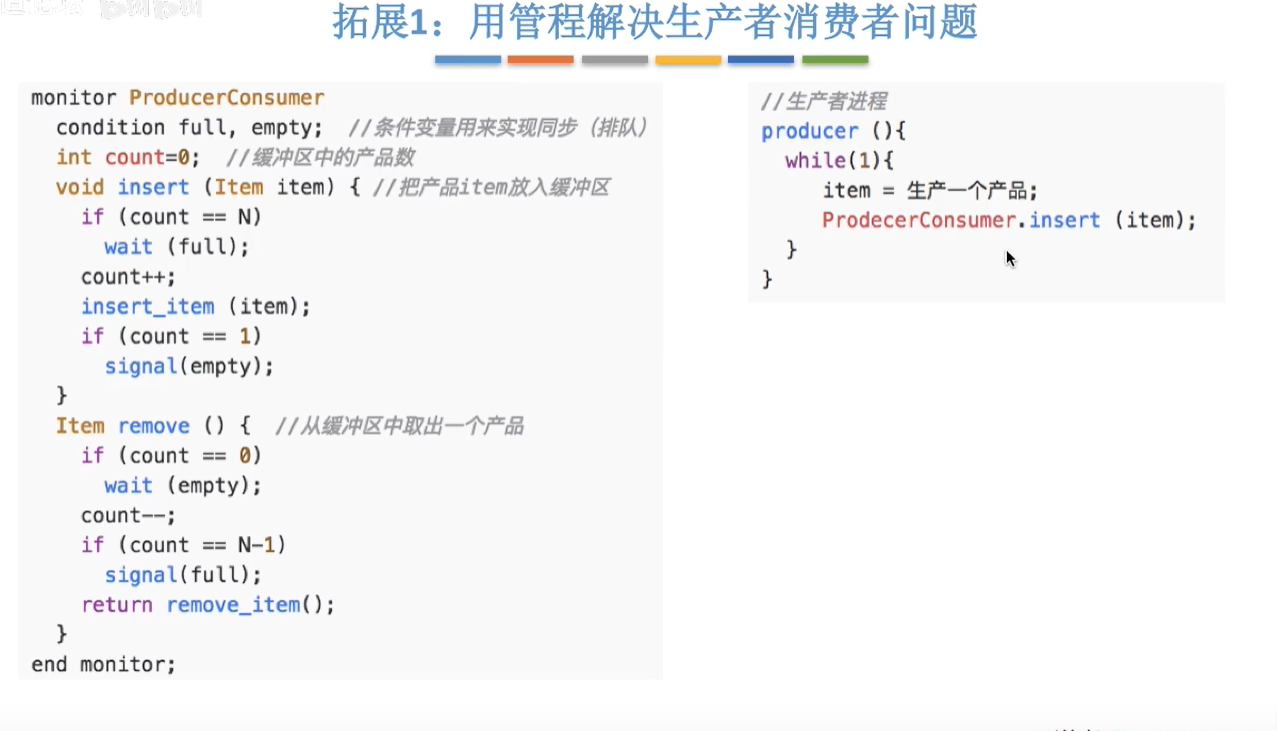 拓展1：用管程解决生产者消费者问题
monitor ProducerConsumer
condition full, empty; //条件变量用来实现同步（排队）
int count=0; //缓冲区中的产品数
void insert (Item item) { //把产品item放入缓冲区
if (count == N)
wait (full);
count++;
insert_item (item);
if (count == 1)
signal(empty);
}
Item remove () { //从缓冲区中取出一个产品
if (count == 0)
wait (empty);
count--;
if (count == N-1)
signal(full);
return remove_item();
}
end monitor;
//生产者进程
producer (){
while(1){
item = 生产一个产品;
ProdecerConsumer.insert (item);
}
}